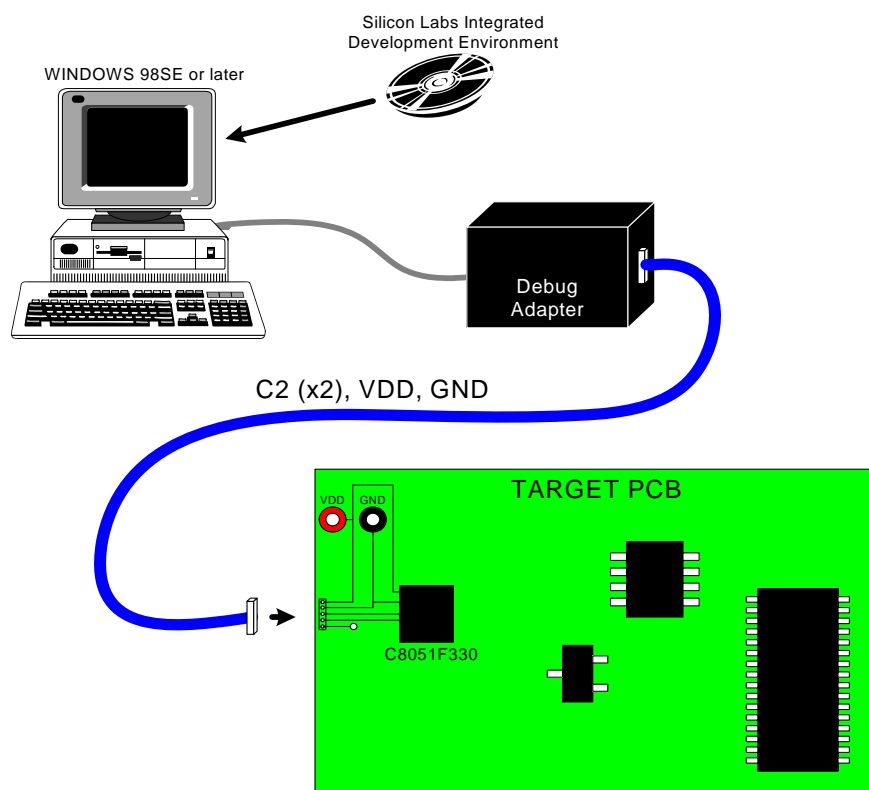 Silicon Labs Integrated
Development Environment
WINDOWS 98SE or later
Debug
Adapter
C2 (x2), VDD, GND
TARGET PCB
VDD
GND
C8051F330